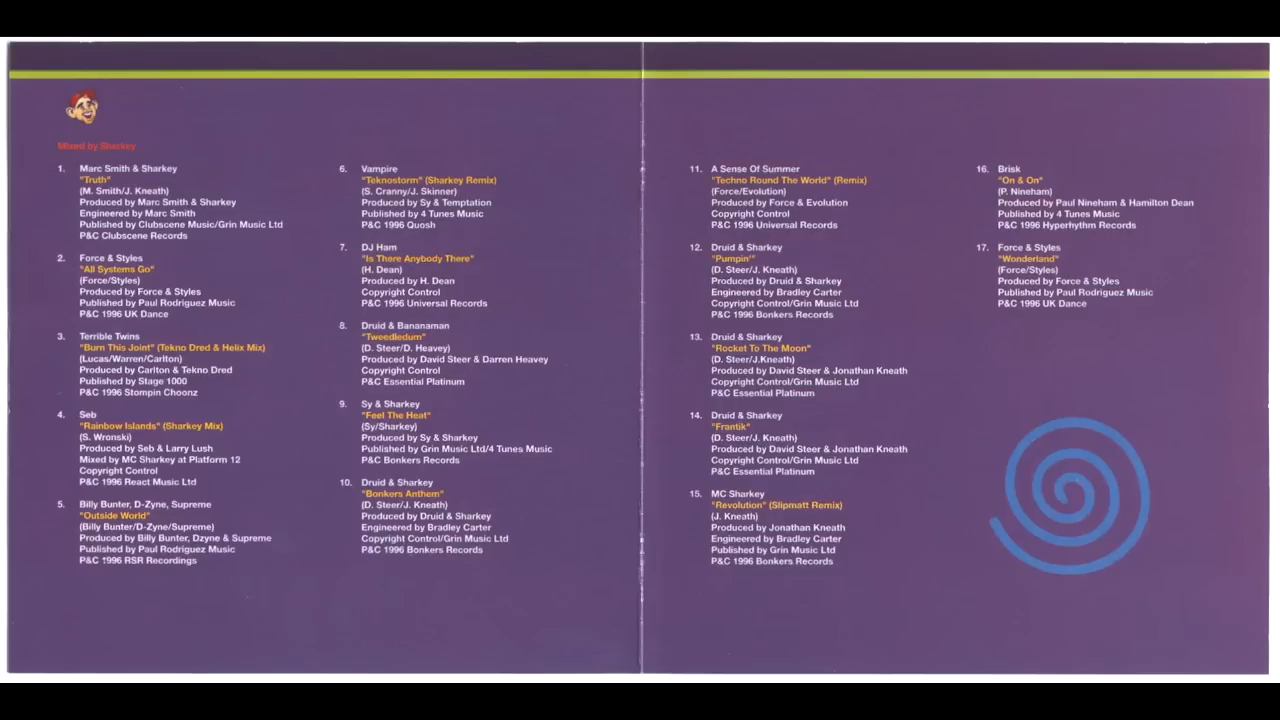 Mixed by Sharkey
1. Marc Smith & Sharkey
"Truth"
(M. Smith/J. Kneath)
Produced by Marc Smith & Sharkey
Engineered by Marc Smith
Published by Clubscene Music/Grin Music Ltd
P&C Clubscene Records
2. Force & Styles
"All Systems Go"
(Force/Styles)
Produced by Force & Styles
Published by Paul Rodriguez Music
P&C 1996 UK Dance
3. Terrible Twins
"Burn This Joint" (Tekno Dred & Helix Mix)
(Lucas/Warren/Carlton)
Produced by Carlton & Tekno Dred
Published by Stage 1000
P&C 1996 Stompin Choonz
4. Seb
"Rainbow Islands" (Sharkey Mix)
(S. Wronski)
Produced by Seb & Larry Lush
Mixed by MC Sharkey at Platform 12
Copyright Control
P&C 1996 React Music Ltd
5. Billy Bunter, D-Zyne, Supreme
"Outside World"
(Billy Bunter/D-Zyne/Supreme)
Produced by Billy Bunter, Dzyne & Supreme
Published by Paul Rodriguez Music
P&C 1996 RSR Recordings
6. Vampire
"Teknostorm" (Sharkey Remix)
(S. Cranny/J. Skinner)
Produced by Sy & Temptation
Published by 4 Tunes Music
P&C 1996 Quosh
7. DJ Ham
"Is There Anybody There"
(H. Dean)
Produced by H. Dean
Copyright Control
P&C 1996 Universal Records
8. Druid & Bananaman
"Tweedledum"
(D. Steer/D. Heavey)
Produced by David Steer & Darren Heavey
Copyright Control
P&C Essential Platinum
9. Sy & Sharkey
"Feel The Heat"
(Sy/Sharkey)
Produced by Sy & Sharkey
Published by Grin Music Ltd/4 Tunes Music
P&C Bonkers Records
10. Druid & Sharkey
"Bonkers Anthem"
(D. Steer/J. Kneath)
Produced by Druid & Sharkey
Engineered by Bradley Carter
Copyright Control/Grin Music Ltd
P&C 1996 Bonkers Records
11. A Sense Of Summer
"Techno Round The World" (Remix)
(Force/Evolution)
Produced by Force & Evolution
Copyright Control
P&C 1996 Universal Records
12. Druid & Sharkey
"Pumpin'"
(D. Steer/J. Kneath)
Produced by Druid & Sharkey
Engineered by Bradley Carter
Copyright Control/Grin Music Ltd
P&C 1996 Bonkers Records
13. Druid & Sharkey
"Rocket To The Moon"
(D. Steer/J.Kneath)
Produced by David Steer & Jonathan Kneath
Copyright Control/Grin Music Ltd
P&C Essential Platinum
14. Druid & Sharkey
"Frantik"
(D. Steer/J. Kneath)
Produced by David Steer & Jonathan Kneath
Copyright Control/Grin Music Ltd
P&C Essential Platinum
15. MC Sharkey
"Revolution" (Slipmatt Remix)
(J. Kneath)
Produced by Jonathan Kneath
Engineered by Bradley Carter
Published by Grin Music Ltd
P&C 1996 Bonkers Records
16. Brisk
"On & On"
(P. Nineham)
Produced by Paul Nineham & Hamilton Dean
Published by 4 Tunes Music
P&C 1996 Hyperhythm Records
17. Force & Styles
"Wonderland"
(Force/Styles)
Produced by Force & Styles
Published by Paul Rodriguez Music
P&C 1996 UK Dance